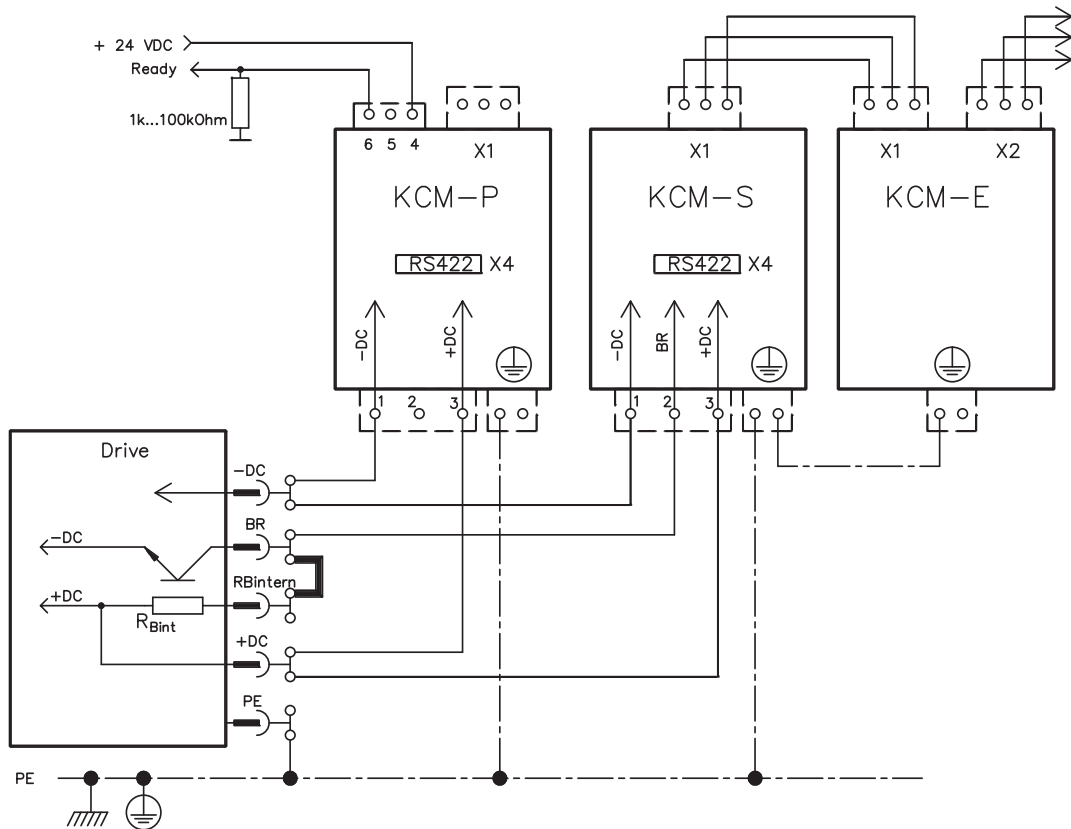 + 24 VDC
Ready
1k...100kOhm
6 5 4
X1
KCM-P
RS422 X4
-DC
+DC
1 2 3
X1
KCM-S
RS422 X4
-DC
BR
+DC
1 2 3
X1 X2
KCM-E
Drive
-DC
BR
-DC
RBintern
+DC
RBint
+DC
PE
PE